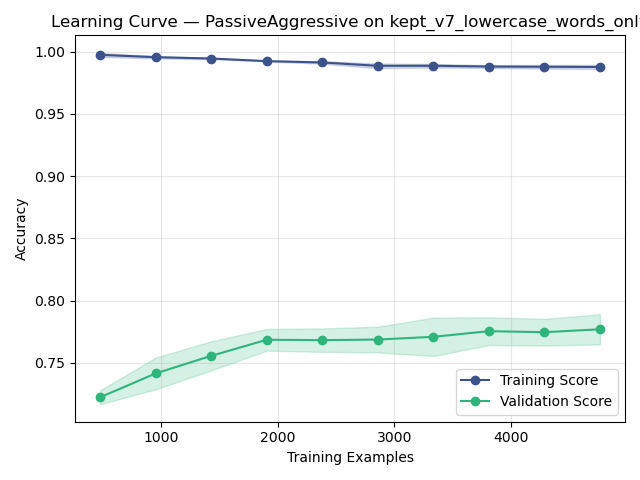 Learning Curve — PassiveAggressive on kept_v7_lowercase_words_onl
1.00
0.95
0.90
0.85
0.80
0.75
Accuracy
1000 2000 3000 4000
Training Examples
Training Score
Validation Score